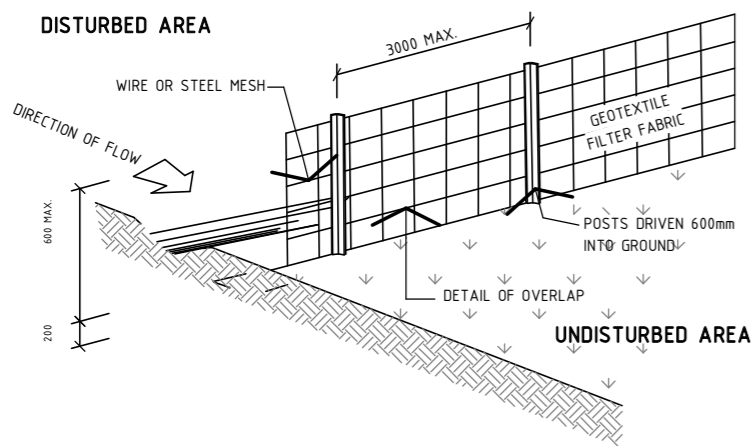 DISTURBED AREA
3000 MAX.
WIRE OR STEEL MESH
GEOTEXTILE
FILTER FABRIC
DIRECTION OF FLOW
600 MAX.
POSTS DRIVEN 600mm
INTO GROUND
DETAIL OF OVERLAP
200
UNDISTURBED AREA